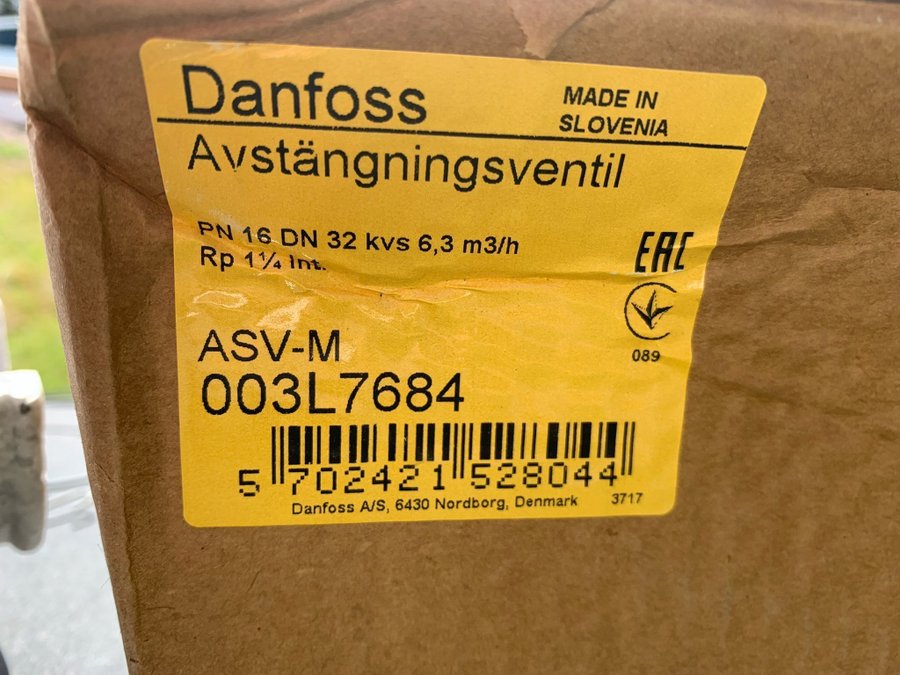 Danfoss
MADE IN
SLOVENIA
Avstängningsventil
PN 16 DN 32 kvs 6,3 m3/h
Rp 1¼ Int.
EAC
089
ASV-M
003L7684
5 702421 528044
Danfoss A/S, 6430 Nordborg, Denmark 3717